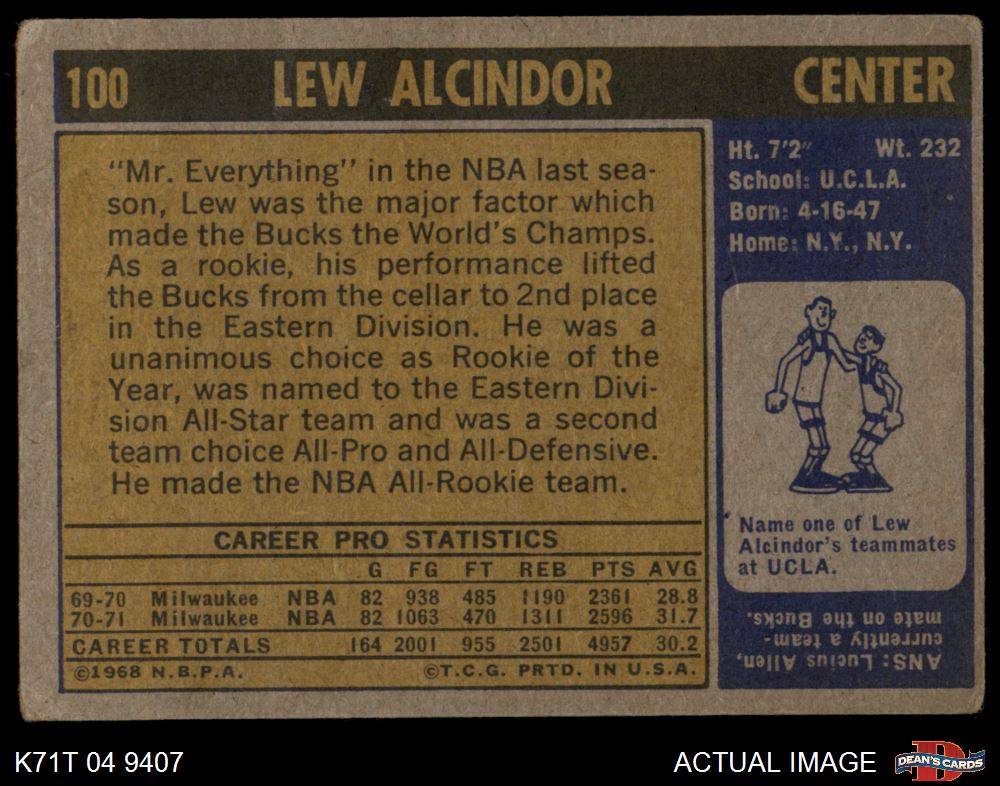 100 LEW ALCINDOR CENTER
"Mr. Everything" in the NBA last sea-
son, Lew was the major factor which
made the Bucks the World's Champs.
As a rookie, his performance lifted
the Bucks from the cellar to 2nd place
in the Eastern Division. He was a
unanimous choice as Rookie of the
Year, was named to the Eastern Divi-
sion All-Star team and was a second
team choice All-Pro and All-Defensive.
He made the NBA All-Rookie team.
CAREER PRO STATISTICS
G FG FT REB PTS AVG
69-70 Milwaukee NBA 82 938 485 1190 2361 28.8
70-71 Milwaukee NBA 82 1063 470 1311 2596 31.7
CAREER TOTALS 164 2001 955 2501 4957 30.2
©1968 N.B.P.A. ©T.C.G. PRTD. IN U.S.A.
Ht. 7'2" Wt. 232
School: U.C.L.A.
Born: 4-16-47
Home: N.Y., N.Y.
Name one of Lew
Alcindor's teammates
at UCLA.
ANS: Lucius Allen,
currently a team-
mate on the Bucks.
K71T 04 9407 ACTUAL IMAGE
D
DEAN'S CARDS